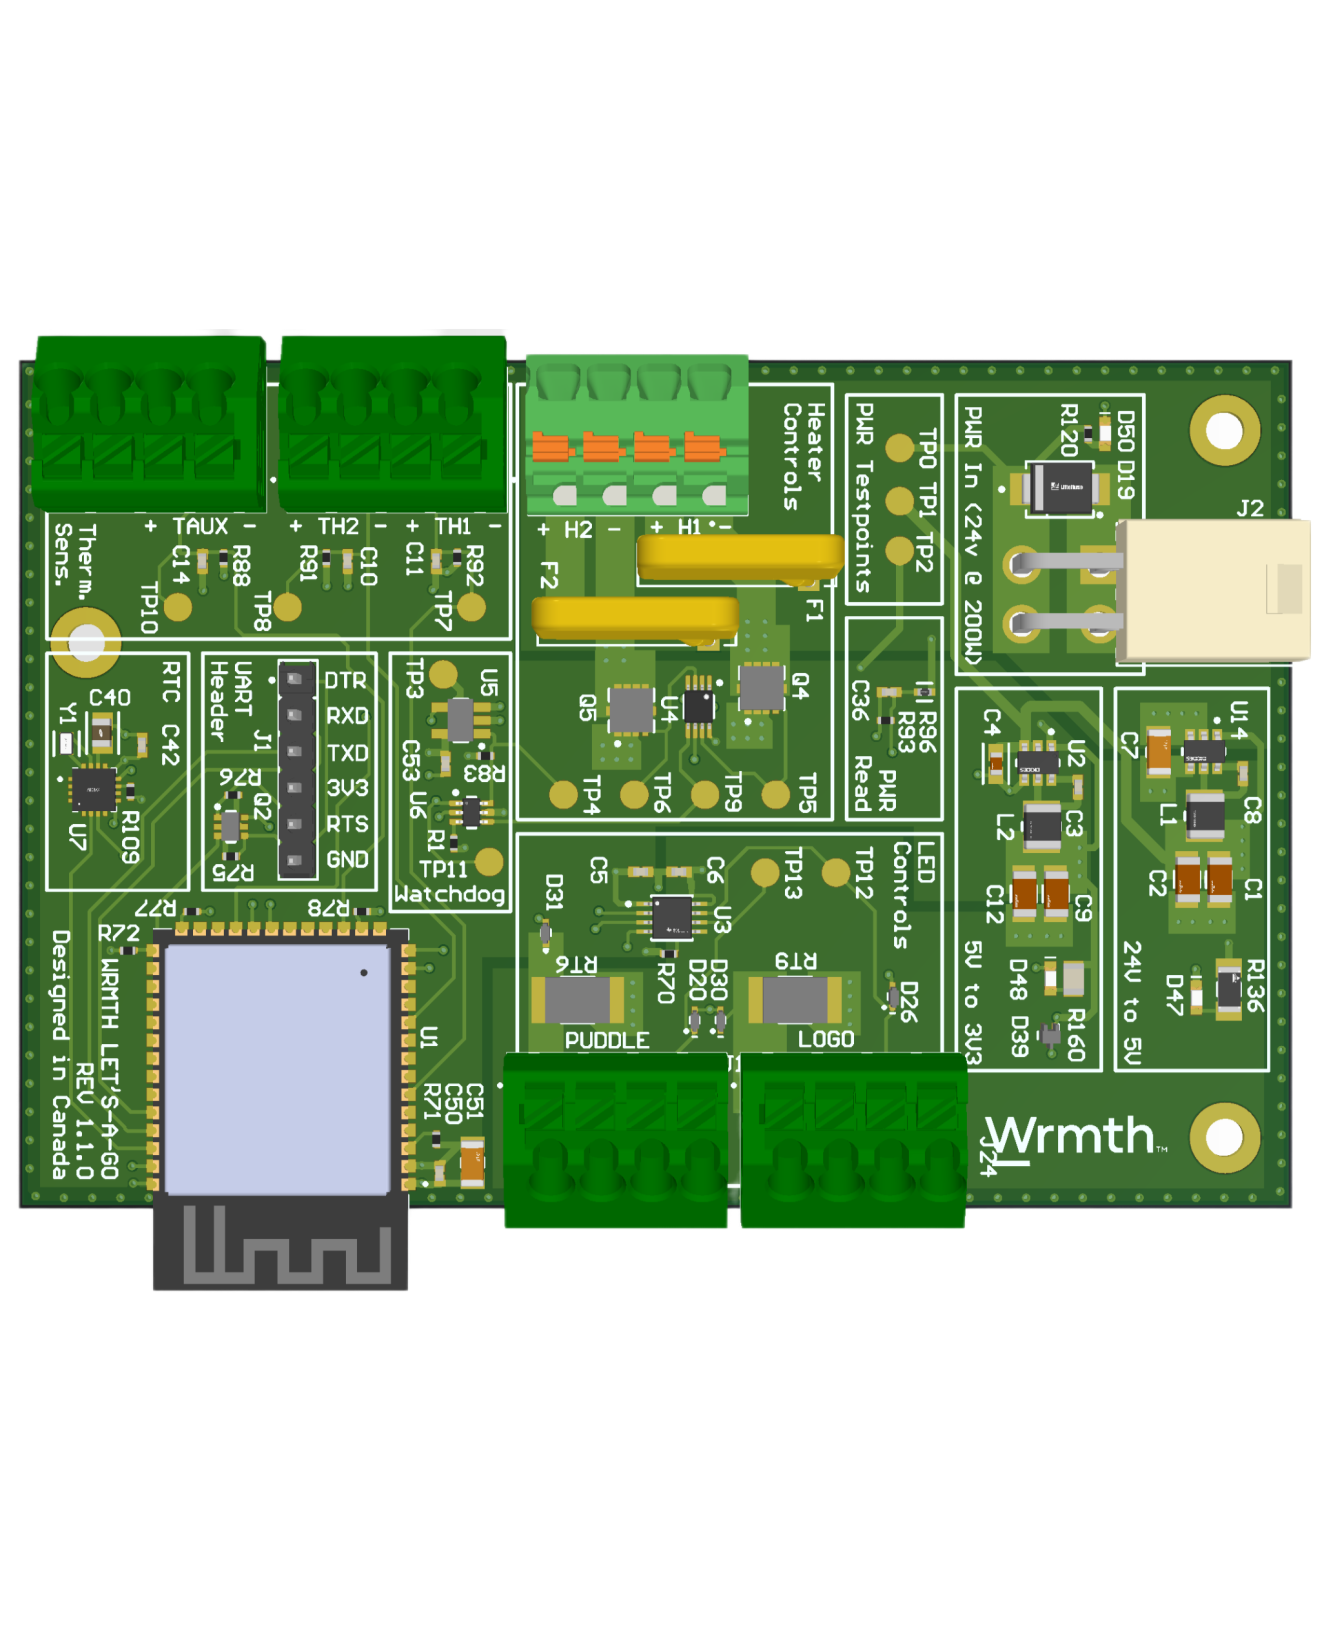 + TAUX -
+ TH2 -
+ TH1 -
Therm.
Sens.
C14
R88
R91
C10
C11
R92
TP10
TP8
TP7
+ H2 -
+ H1 -
Heater
Controls
F2
F1
PWR Testpoints
TP0
TP1
TP2
PWR In (24v @ 200W)
R120
D50
D19
J2
RTC
C42
C40
Y1
U7
R109
UART
Header
J1
DTR
RXD
TXD
3V3
RTS
GND
R76
Q2
R75
TP3
U5
C53
R83
U6
R1
TP11
Watchdog
Q5
U4
Q4
TP4
TP6
TP9
TP5
C36
R93
R96
PWR
Read
C4
U2
L2
C3
C12
C9
5V to 3V3
D48
D39
R160
C7
U14
L1
C8
C2
C1
24V to 5V
D47
R136
LED
Controls
C5
C6
TP13
TP12
D31
U3
RT6
R70
D20
D30
RT9
D26
PUDDLE
LOGO
R77
R78
R72
U1
R71
C50
C51
WRMTH LET'S-A-GO
REV 1.1.0
Designed in Canada
J24
Wrmth™